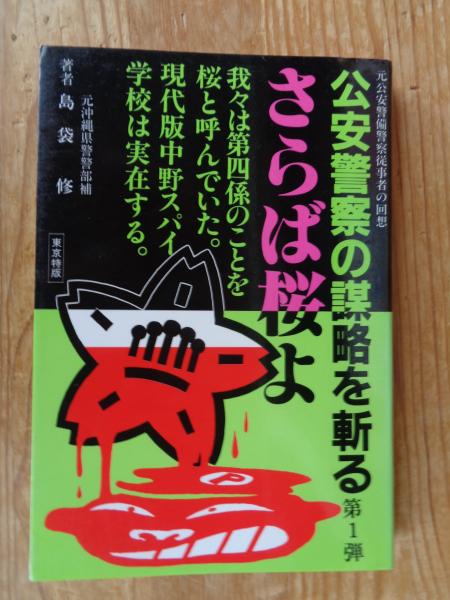 元公安警備警察従事者の回想
公安警察の謀略を斬る
第1弾
さらば桜よ
我々は第四係のことを
桜と呼んでいた。
現代版中野スパイ
学校は実在する。
元沖縄県警警部補
著者 島袋 修
東京特版
P